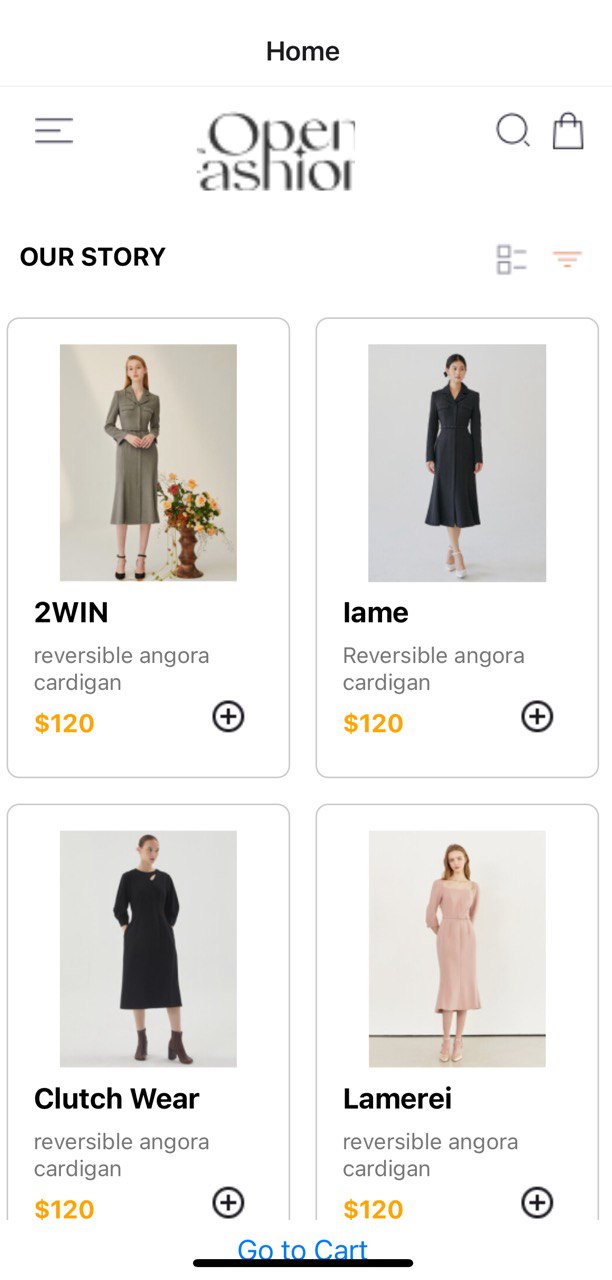 Home
Open
ashion
OUR STORY
2WIN
reversible angora
cardigan
$120
lame
Reversible angora
cardigan
$120
Clutch Wear
reversible angora
cardigan
$120
Lamerei
reversible angora
cardigan
$120
Go to Cart